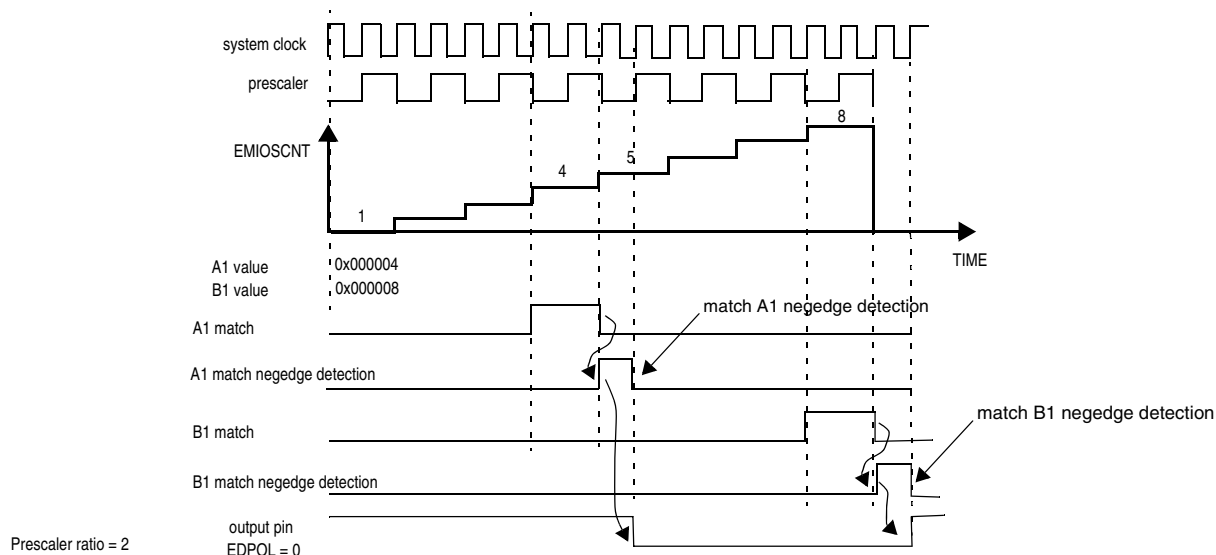 system clock
prescaler
8
EMIOSCNT
5
4
1
TIME
A1 value 0x000004
B1 value 0x000008
match A1 negedge detection
A1 match
A1 match negedge detection
match B1 negedge detection
B1 match
B1 match negedge detection
output pin
Prescaler ratio = 2 EDPOL = 0